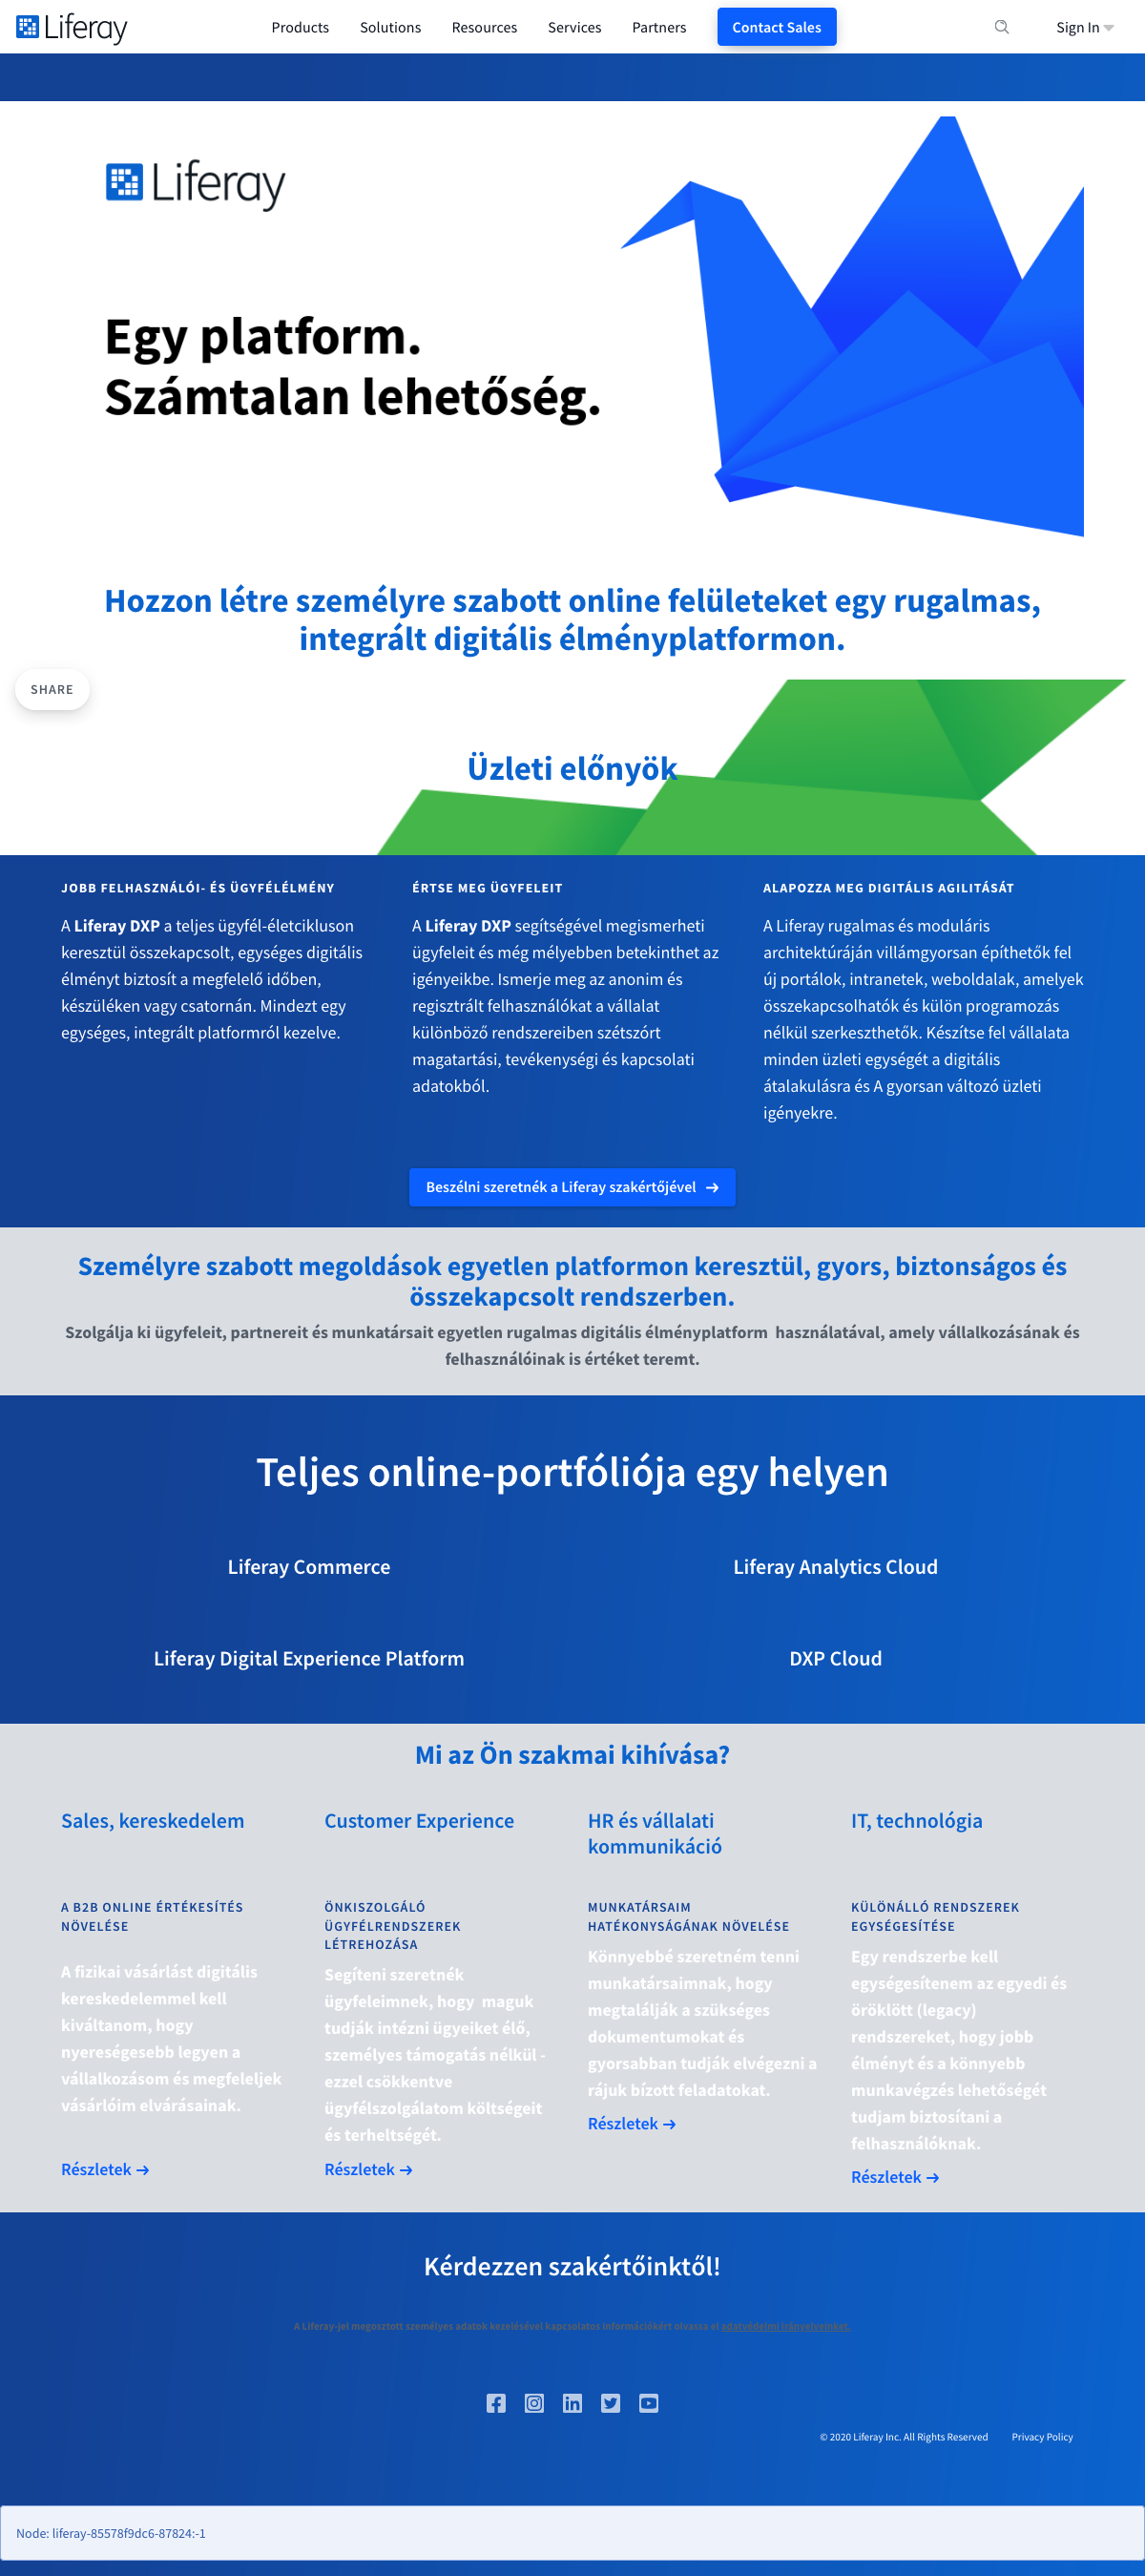 Liferay
Products
Solutions
Resources
Services
Partners
Contact Sales
Sign In
Liferay
Egy platform.
Számtalan lehetőség.
Hozzon létre személyre szabott online felületeket egy rugalmas,
integrált digitális élményplatformon.
SHARE
Üzleti előnyök
JOBB FELHASZNÁLÓI- ÉS ÜGYFÉLÉLMÉNY
A Liferay DXP a teljes ügyfél-életcikluson
keresztül összekapcsolt, egységes digitális
élményt biztosít a megfelelő időben,
készüléken vagy csatornán. Mindezt egy
egységes, integrált platformról kezelve.
ÉRTSE MEG ÜGYFELEIT
A Liferay DXP segítségével megismerheti
ügyfeleit és még mélyebben betekinthet az
igényeikbe. Ismerje meg az anonim és
regisztrált felhasználókat a vállalat
különböző rendszereiben szétszórt
magatartási, tevékenységi és kapcsolati
adatokból.
ALAPOZZA MEG DIGITÁLIS AGILITÁSÁT
A Liferay rugalmas és moduláris
architektúráján villámgyorsan építhetők fel
új portálok, intranetek, weboldalak, amelyek
összekapcsolhatók és külön programozás
nélkül szerkeszthetők. Készítse fel vállalata
minden üzleti egységét a digitális
átalakulásra és A gyorsan változó üzleti
igényekre.
Beszélni szeretnék a Liferay szakértőjével →
Személyre szabott megoldások egyetlen platformon keresztül, gyors, biztonságos és
összekapcsolt rendszerben.
Szolgálja ki ügyfeleit, partnereit és munkatársait egyetlen rugalmas digitális élményplatform használatával, amely vállalkozásának és
felhasználóinak is értéket teremt.
Teljes online-portfóliója egy helyen
Liferay Commerce
Liferay Analytics Cloud
Liferay Digital Experience Platform
DXP Cloud
Mi az Ön szakmai kihívása?
Sales, kereskedelem
A B2B ONLINE ÉRTÉKESÍTÉS
NÖVELÉSE
A fizikai vásárlást digitális
kereskedelemmel kell
kiváltanom, hogy
nyereségesebb legyen a
vállalkozásom és megfeleljek
vásárlóim elvárásainak.
Részletek →
Customer Experience
ÖNKISZOLGÁLÓ
ÜGYFÉLRENDSZEREK
LÉTREHOZÁSA
Segíteni szeretnék
ügyfeleimnek, hogy maguk
tudják intézni ügyeiket élő,
személyes támogatás nélkül -
ezzel csökkentve
ügyfélszolgálatom költségeit
és terheltségét.
Részletek →
HR és vállalati
kommunikáció
MUNKATÁRSAIM
HATÉKONYSÁGÁNAK NÖVELÉSE
Könnyebbé szeretném tenni
munkatársaimnak, hogy
megtalálják a szükséges
dokumentumokat és
gyorsabban tudják elvégezni a
rájuk bízott feladatokat.
Részletek →
IT, technológia
KÜLÖNÁLLÓ RENDSZEREK
EGYSÉGESÍTÉSE
Egy rendszerbe kell
egységesítenem az egyedi és
öröklött (legacy)
rendszereket, hogy jobb
élményt és a könnyebb
munkavégzés lehetőségét
tudjam biztosítani a
felhasználóknak.
Részletek →
Kérdezzen szakértőinktől!
A Liferay-jel megosztott személyes adatok kezelésével kapcsolatos információkért olvassa el adatvédelmi irányelveinket.
© 2020 Liferay Inc. All Rights Reserved
Privacy Policy
Node: liferay-85578f9dc6-87824:-1